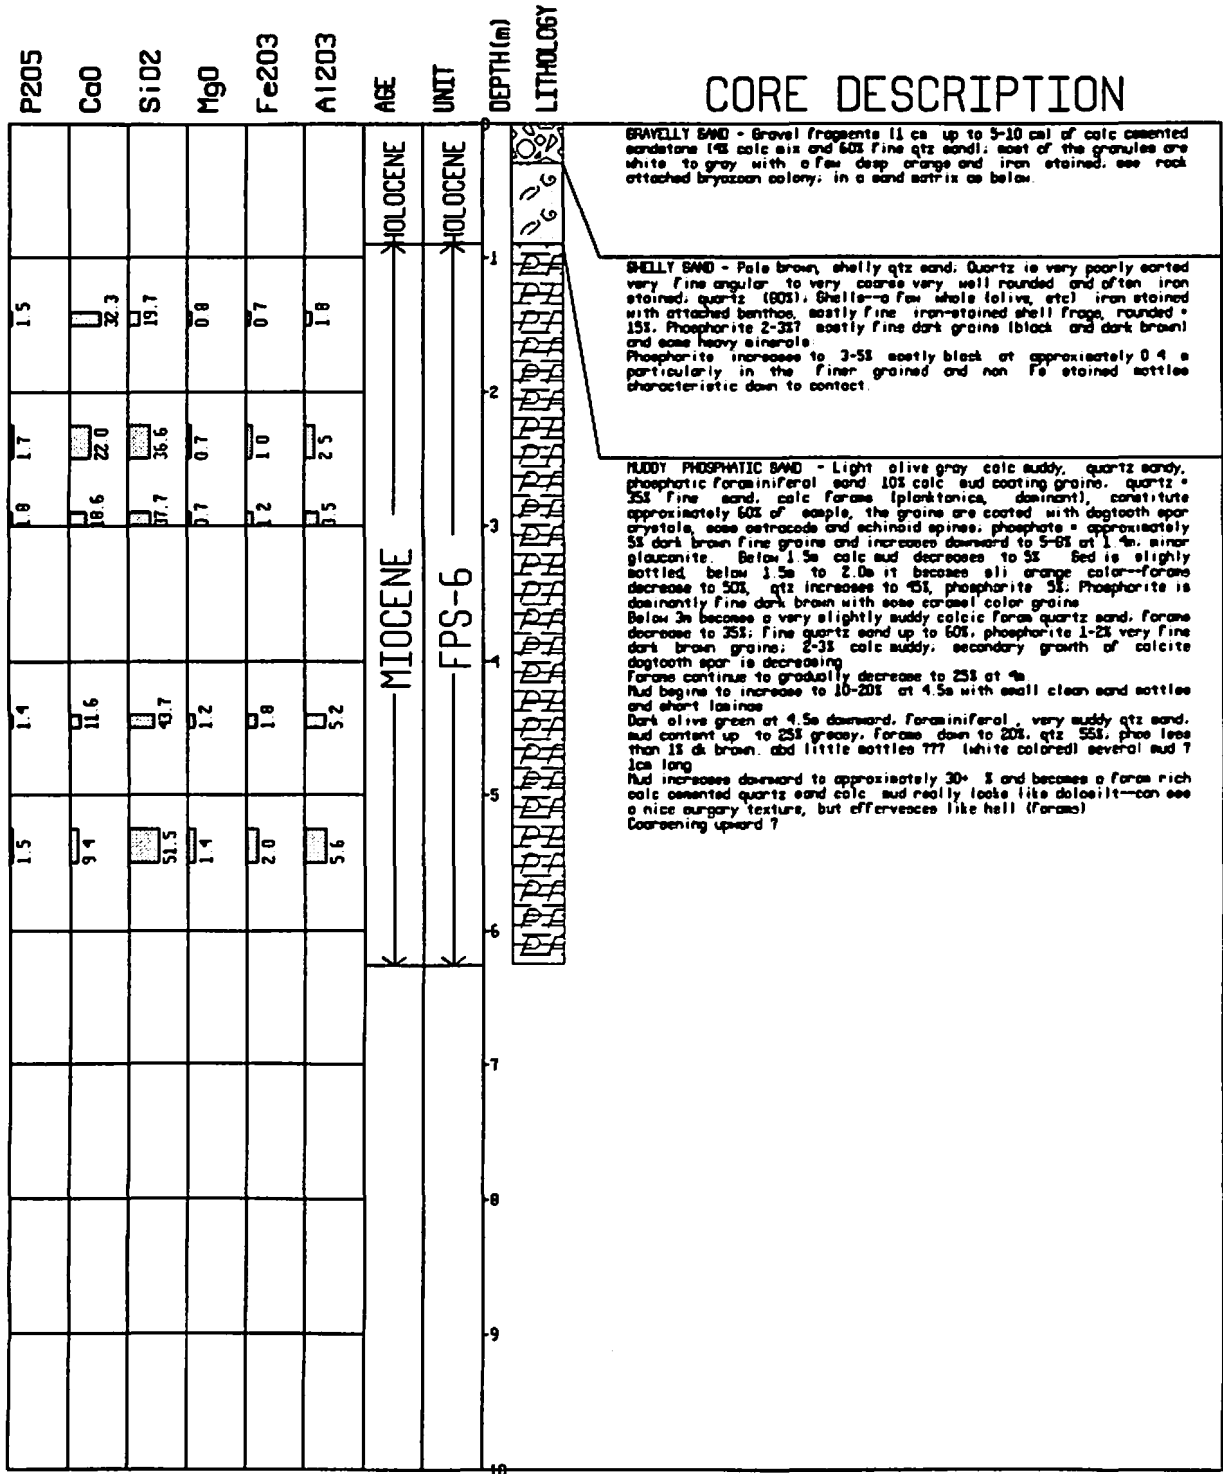 P2O5 CaO SiO2 MgO Fe2O3 Al2O3 AGE UNIT DEPTH(m) LITHOLOGY
CORE DESCRIPTION
0
HOLOCENE HOLOCENE
GRAVELLY SAND - Gravel fragments (1 cm up to 5-10 cm) of calc cemented
sandstone (4% calc mix and 60% fine qtz sand); most of the granules are
white to gray with a few deep orange and iron stained, one rock
attached bryozoan colony; in a sand matrix as below.
1
SHELLY SAND - Pale brown, shelly qtz sand; Quartz is very poorly sorted
very fine angular to very coarse very well rounded and often iron
stained; quartz (80%); Shells--a few whole (olive, etc) iron stained
with attached benthos, mostly fine iron-stained shell frags, rounded =
15%. Phosphorite 2-3%? mostly fine dark grains (black and dark brown)
and some heavy minerals
Phosphorite increases to 3-5% mostly black at approximately 0.4 m
particularly in the finer grained and non Fe stained mottles
characteristic down to contact.
1.5 32.3 19.7 0.8 0.7 1.8
2
1.7 22.0 36.6 0.7 1.0 2.5
1.8 18.6 37.7 0.7 1.2 3.5
3
MIOCENE FPS-6
MUDDY PHOSPHATIC SAND - Light olive gray calc muddy, quartz sandy,
phosphatic foraminiferal sand 10% calc mud coating grains, quartz =
35% fine sand, calc forams (planktonics, dominant), constitute
approximately 60% of sample, the grains are coated with dogtooth spar
crystals, some ostracods and echinoid spines; phosphate = approximately
5% dark brown fine grains and increases downward to 5-8% at 1.4m; minor
glauconite. Below 1.5m calc mud decreases to 5% Bed is slighly
mottled, below 1.5m to 2.0m it becomes sli orange color--forams
decrease to 50%, qtz increases to 45%, phosphorite 5%; Phosphorite is
dominantly fine dark brown with some caramel color grains
Below 3m becomes a very slightly muddy calcic foram quartz sand; forams
decrease to 35%; fine quartz sand up to 60%, phosphorite 1-2% very fine
dark brown grains; 2-3% calc muddy; secondary growth of calcite
dogtooth spar is decreasing
Forams continue to gradually decrease to 25% at 4m
Mud begins to increase to 10-20% at 4.5m with small clean sand mottles
and short laminae
Dark olive green at 4.5m downward, foraminiferal, very muddy qtz sand,
mud content up to 25% greasy, forams down to 20%, qtz 55%, phos less
than 1% dk brown. abd little mottles ??? (white colored) several mud ?
1cm long
Mud increases downward to approximately 30+ % and becomes a foram rich
calc cemented quartz sand calc mud really looks like dolosilt--can see
a nice surgary texture, but effervesces like hell (forams)
Coarsening upward ?
4
1.4 11.6 43.7 1.2 1.8 5.2
5
1.5 9.4 51.5 1.4 2.0 5.6
6
7
8
9
10